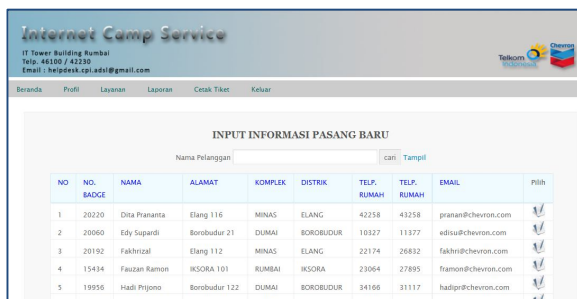 Internet Camp Service
IT Tower Building Rumbai
Telp. 46100 / 42230
Email : helpdesk.cpi.adsl@gmail.com
Telkom
Indonesia
Chevron
Beranda Profil Layanan Laporan Cetak Tiket Keluar
INPUT INFORMASI PASANG BARU
Nama Pelanggan cari Tampil
NO NO. BADGE NAMA ALAMAT KOMPLEK DISTRIK TELP. RUMAH TELP. RUMAH EMAIL Pilih
1 20220 Dita Prananta Elang 116 MINAS ELANG 42258 43258 pranan@chevron.com
2 20060 Edy Supardi Borobudur 21 DUMAI BOROBUDUR 10327 11377 edisu@chevron.com
3 20192 Fakhrizal Elang 112 MINAS ELANG 22174 26832 fakhri@chevron.com
4 15434 Fauzan Ramon IKSORA 101 RUMBAI IKSORA 23064 27895 framon@chevron.com
5 19956 Hadi Prijono Borobudur 122 DUMAI BOROBUDUR 34166 31117 hadipr@chevron.com